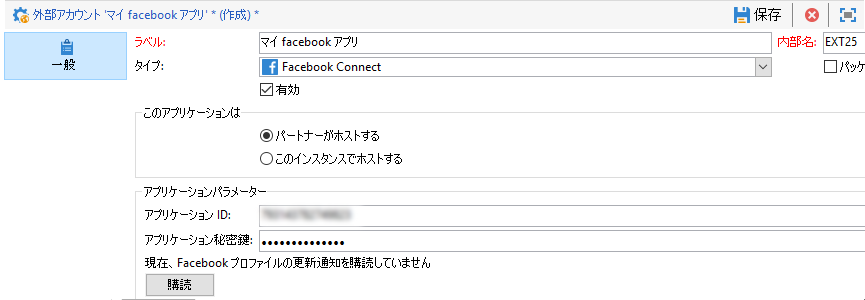 外部アカウント 'マイ facebook アプリ' * (作成) *
保存
一般
ラベル:
マイ facebook アプリ
内部名: EXT25
タイプ:
Facebook Connect
パッケ
有効
このアプリケーションは
パートナーがホストする
このインスタンスでホストする
アプリケーションパラメーター
アプリケーション ID:
アプリケーション秘密鍵: ••••••••••••••
現在、Facebook プロファイルの更新通知を購読していません
購読